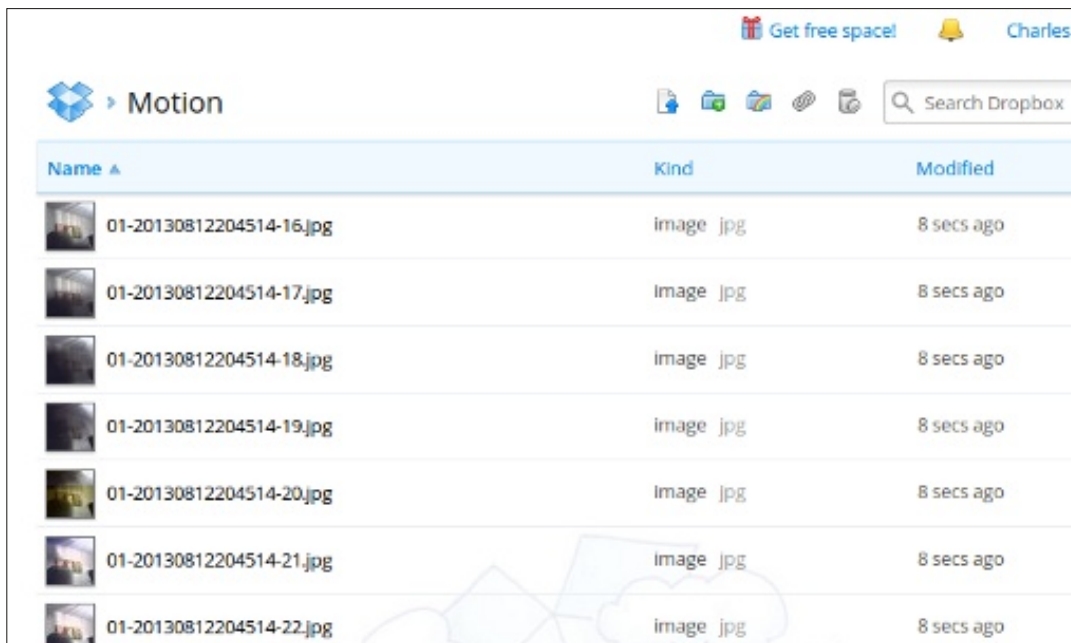 Get free space! Charles
Motion
Search Dropbox
Name Kind Modified
01-20130812204514-16.jpg image jpg 8 secs ago
01-20130812204514-17.jpg image jpg 8 secs ago
01-20130812204514-18.jpg image jpg 8 secs ago
01-20130812204514-19.jpg image jpg 8 secs ago
01-20130812204514-20.jpg image jpg 8 secs ago
01-20130812204514-21.jpg image jpg 8 secs ago
01-20130812204514-22.jpg image jpg 8 secs ago